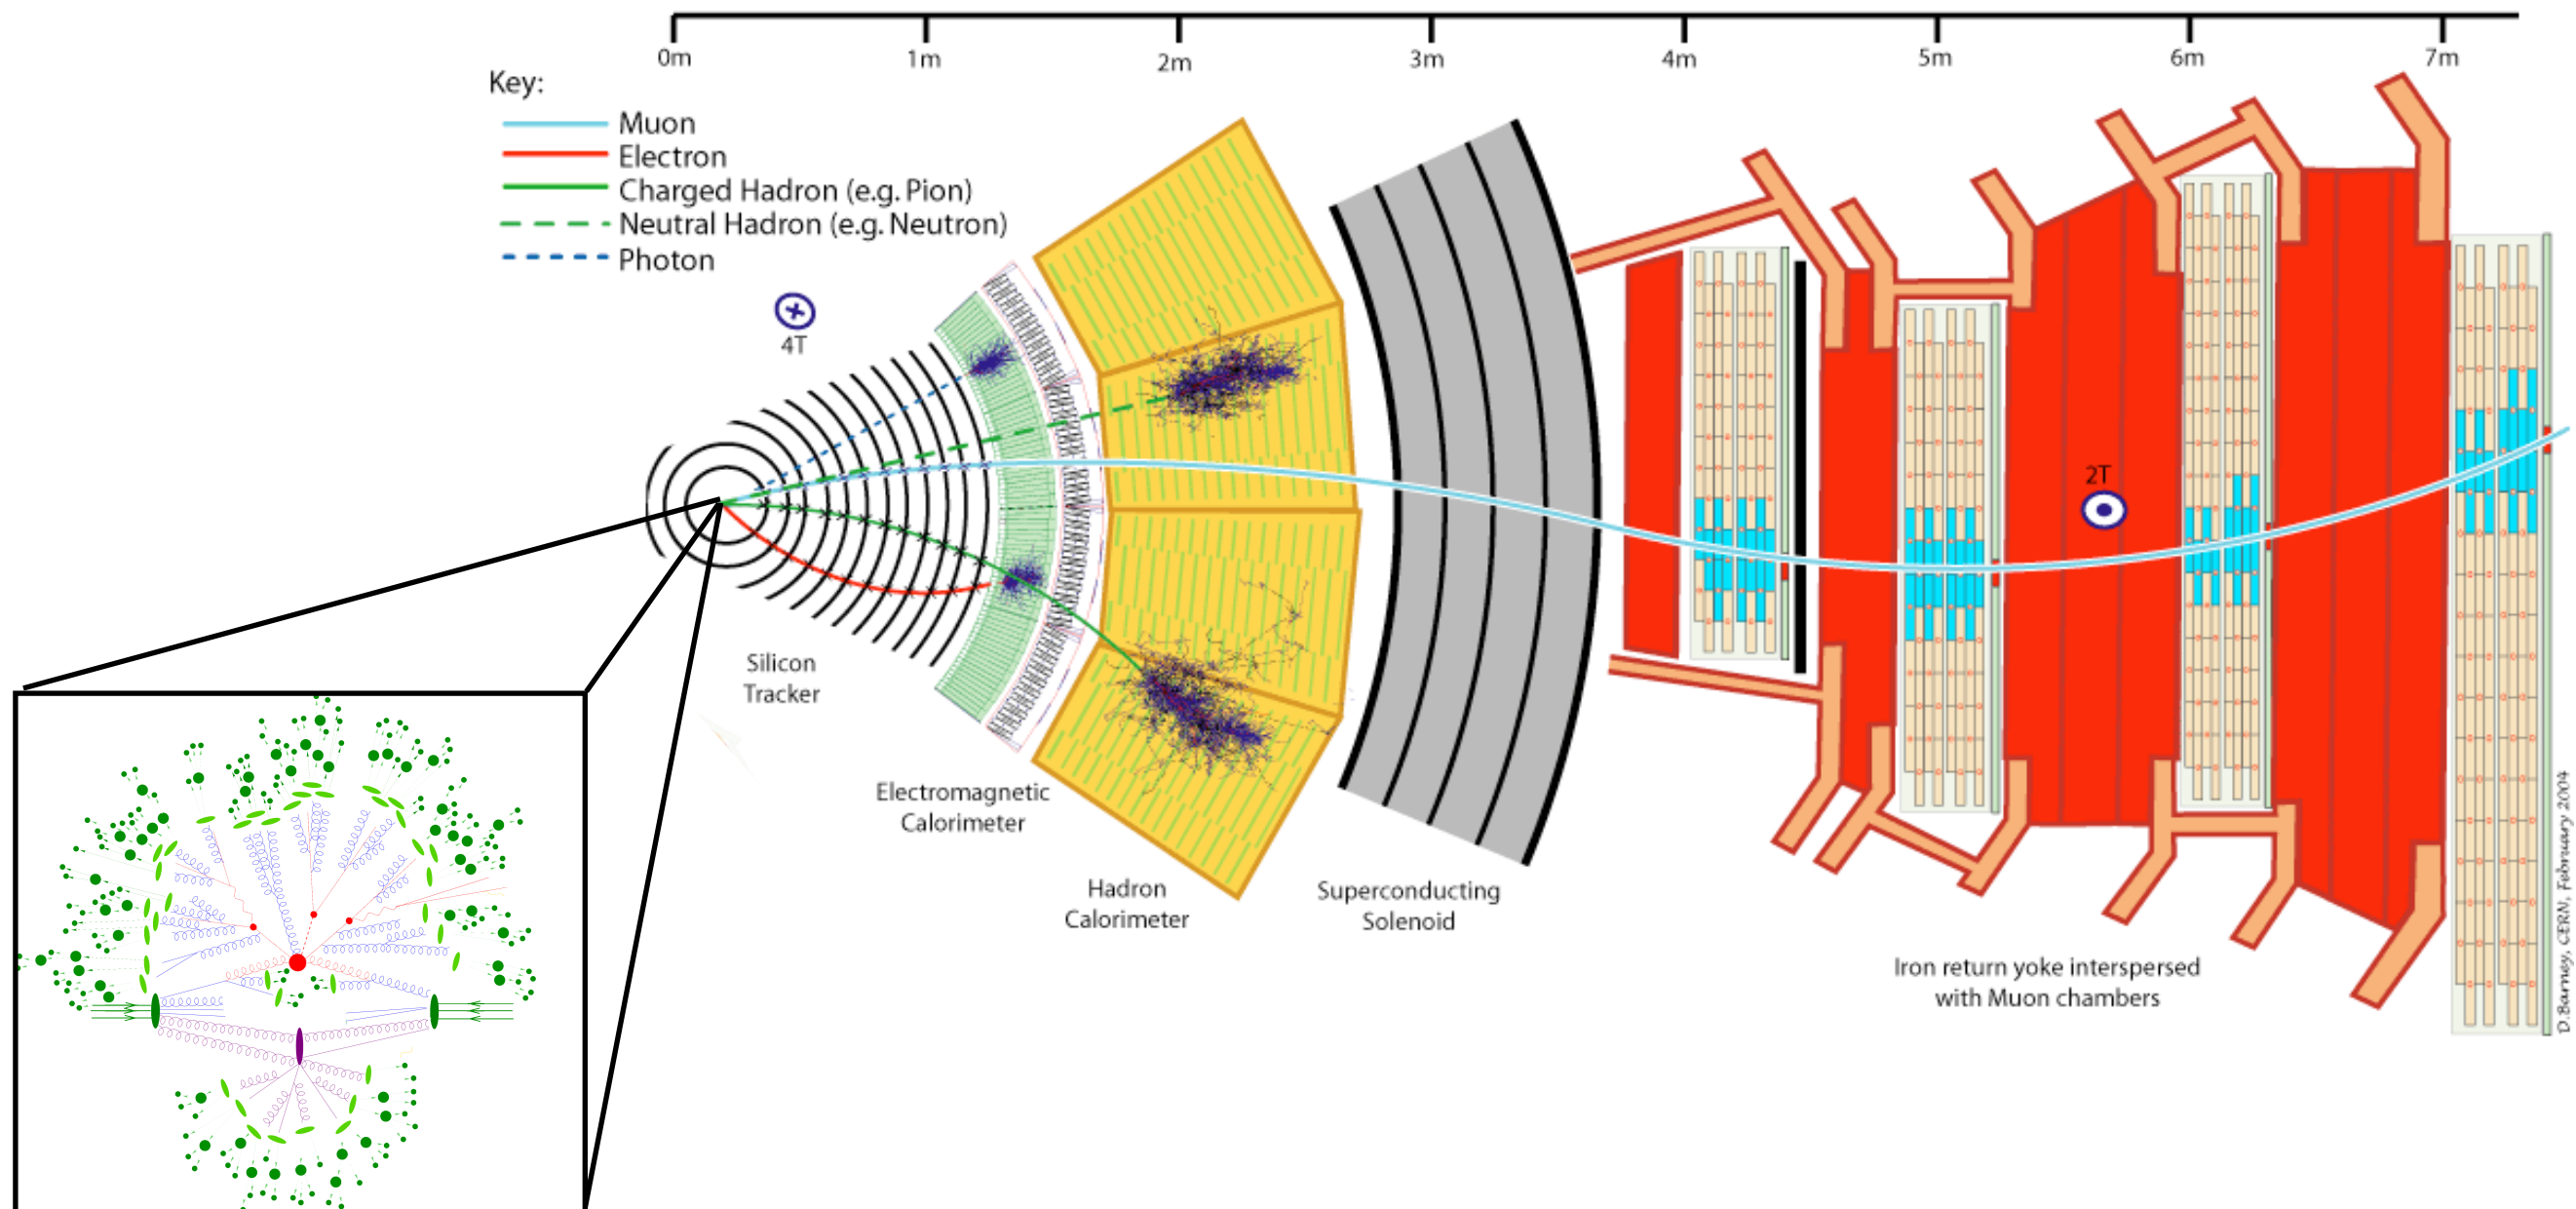 0m 1m 2m 3m 4m 5m 6m 7m
Key:
Muon
Electron
Charged Hadron (e.g. Pion)
Neutral Hadron (e.g. Neutron)
Photon
4T
2T
Silicon
Tracker
Electromagnetic
Calorimeter
Hadron
Calorimeter
Superconducting
Solenoid
Iron return yoke interspersed
with Muon chambers
D.Barney, CERN, February 2004